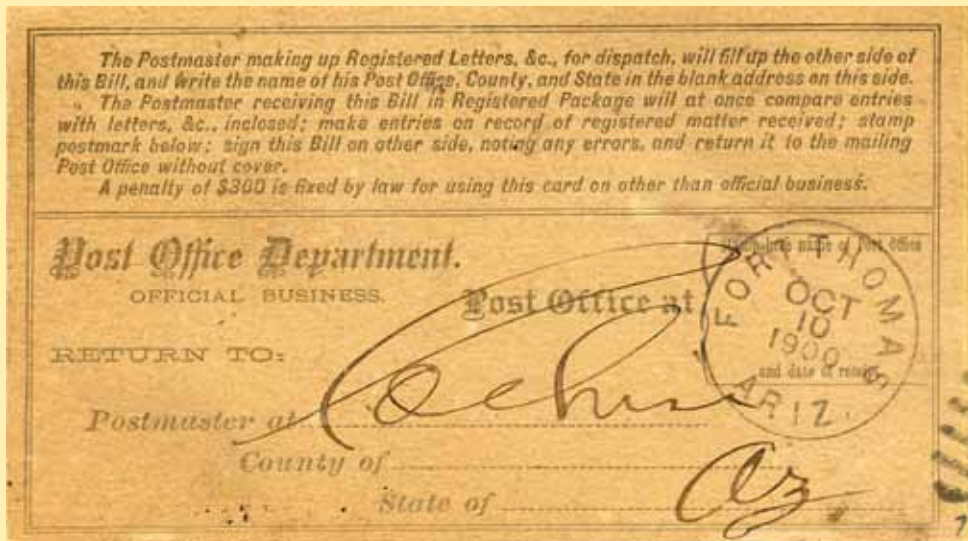 The Postmaster making up Registered Letters, &c., for dispatch, will fill up the other side of
this Bill, and write the name of his Post Office, County, and State in the blank address on this side.
The Postmaster receiving this Bill in Registered Package will at once compare entries
with letters, &c., inclosed; make entries on record of registered matter received; stamp
postmark below; sign this Bill on other side, noting any errors, and return it to the mailing
Post Office without cover.
A penalty of $300 is fixed by law for using this card on other than official business.
Post Office Department.
OFFICIAL BUSINESS.
Post Office at
name of Post Office
FORT THOMAS
OCT
10
1900
ARIZ.
and date of receipt
RETURN TO:
Postmaster at Cochise
County of
State of Az
7